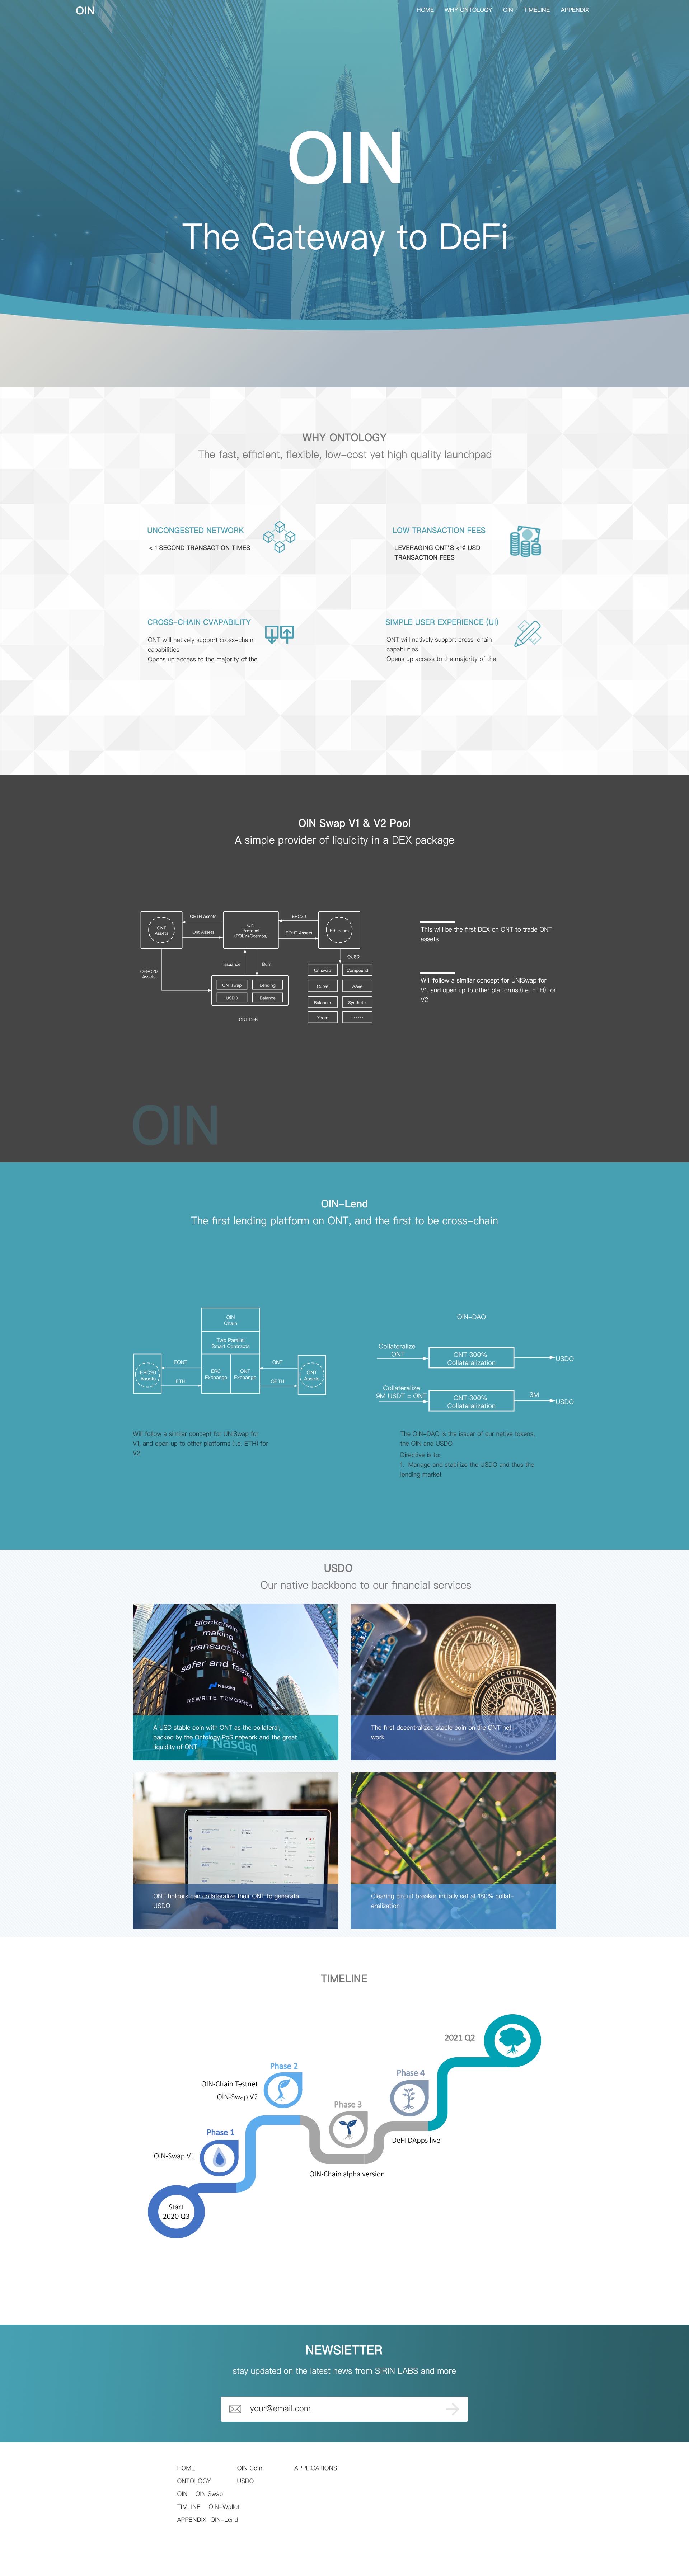 OIN
HOME WHY ONTOLOGY OIN TIMELINE APPENDIX
OIN
The Gateway to DeFi
WHY ONTOLOGY
The fast, efficient, flexible, low-cost yet high quality launchpad
UNCONGESTED NETWORK
< 1 SECOND TRANSACTION TIMES
LOW TRANSACTION FEES
LEVERAGING ONT'S <1¢ USD
TRANSACTION FEES
CROSS-CHAIN CVAPABILITY
ONT will natively support cross-chain
capabilities
Opens up access to the majority of the
SIMPLE USER EXPERIENCE (UI)
ONT will natively support cross-chain
capabilities
Opens up access to the majority of the
OIN Swap V1 & V2 Pool
A simple provider of liquidity in a DEX package
ONT
Assets
OETH Assets
Ont Assets
OIN
Protocol
(POLY+Cosmos)
ERC20
EONT Assets
Ethereum
OERC20
Assets
Issuance
Burn
OUSD
ONTswap
Lending
USDO
Balance
ONT DeFi
Uniswap
Compound
Curve
AAve
Balancer
Synthetix
Yearn
......
This will be the first DEX on ONT to trade ONT
assets
Will follow a similar concept for UNISwap for
V1, and open up to other platforms (i.e. ETH) for
V2
OIN
OIN-Lend
The first lending platform on ONT, and the first to be cross-chain
OIN
Chain
Two Parallel
Smart Contracts
ERC20
Assets
EONT
ETH
ERC
Exchange
ONT
Exchange
ONT
OETH
ONT
Assets
Will follow a similar concept for UNISwap for
V1, and open up to other platforms (i.e. ETH) for
V2
OIN-DAO
Collateralize
ONT
ONT 300%
Collateralization
USDO
Collateralize
9M USDT = ONT
ONT 300%
Collateralization
3M
USDO
The OIN-DAO is the issuer of our native tokens,
the OIN and USDO
Directive is to:
1. Manage and stabilize the USDO and thus the
lending market
USDO
Our native backbone to our financial services
Blockchain
making
transactions
safer and faster
Nasdaq
REWRITE TOMORROW
Nasdaq
A USD stable coin with ONT as the collateral,
backed by the Ontology PoS network and the great
liquidity of ONT
The first decentralized stable coin on the ONT net-
work
ONT holders can collateralize their ONT to generate
USDO
Clearing circuit breaker initially set at 180% collat-
eralization
TIMELINE
Start
2020 Q3
Phase 1
OIN-Swap V1
Phase 2
OIN-Chain Testnet
OIN-Swap V2
Phase 3
OIN-Chain alpha version
Phase 4
DeFI DApps live
2021 Q2
NEWSlETTER
stay updated on the latest news from SIRIN LABS and more
your@email.com
HOME OIN Coin APPLICATIONS
ONTOLOGY USDO
OIN OIN Swap
TIMLINE OIN-Wallet
APPENDIX OIN-Lend